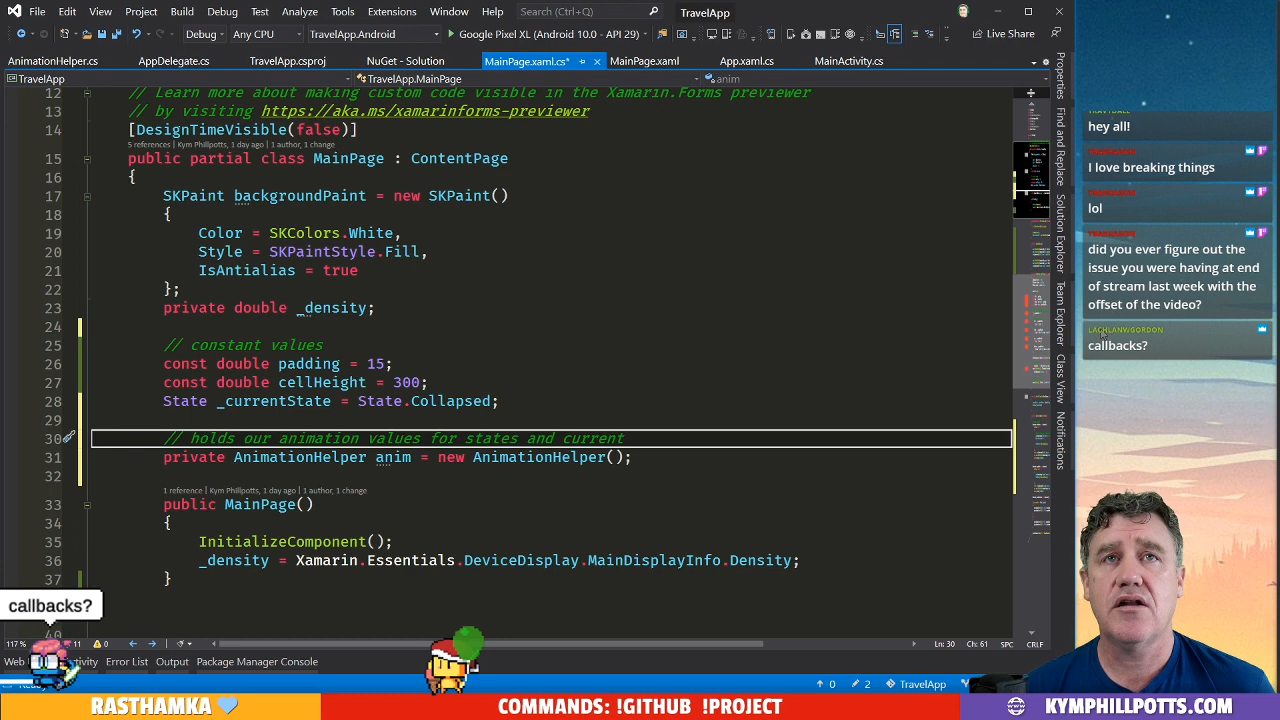 File Edit View Git Project Build Debug Test Analyze Tools Extensions Window Help Search (Ctrl+Q) TravelApp
Debug Any CPU TravelApp.Android Google Pixel XL (Android 10.0 - API 29) Live Share
AnimationHelper.cs AppDelegate.cs TravelApp.csproj NuGet - Solution MainPage.xaml.cs* MainPage.xaml App.xaml.cs MainActivity.cs
TravelApp TravelApp.MainPage anim
12 // Learn more about making custom code visible in the Xamarin.Forms previewer
13 // by visiting https://aka.ms/xamarinforms-previewer
14 [DesignTimeVisible(false)]
5 references | Kym Phillpotts, 1 day ago | 1 author, 1 change
15 public partial class MainPage : ContentPage
16 {
17 SKPaint backgroundPaint = new SKPaint()
18 {
19 Color = SKColors.White,
20 Style = SKPaintStyle.Fill,
21 IsAntialias = true
22 };
23 private double _density;
24
25 // constant values
26 const double padding = 15;
27 const double cellHeight = 300;
28 State _currentState = State.Collapsed;
29
30 // holds our animation values for states and current
31 private AnimationHelper anim = new AnimationHelper();
32
1 reference | Kym Phillpotts, 1 day ago | 1 author, 1 change
33 public MainPage()
34 {
35 InitializeComponent();
36 _density = Xamarin.Essentials.DeviceDisplay.MainDisplayInfo.Density;
37 }
40
117 % 11 0 Ln: 30 Ch: 61 SPC CRLF
Error List Output Package Manager Console
0 2 TravelApp
Properties
Find and Replace
Solution Explorer
Team Explorer
Class View
Notifications
hey all!
I love breaking things
lol
did you ever figure out the
issue you were having at end
of stream last week with the
offset of the video?
LACHLANWGORDON
callbacks?
callbacks?
RASTHAMKA
COMMANDS: !GITHUB !PROJECT
KYMPHILLPOTTS.COM